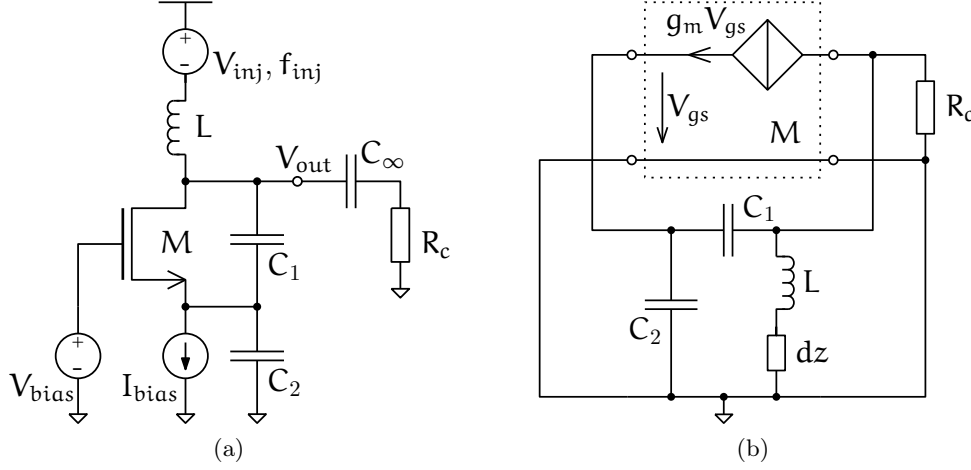 +
-
V_inj, f_inj
L
V_out
C_∞
M
C_1
R_c
+
-
V_bias
I_bias
C_2
(a)
g_m V_gs
V_gs
M
R_c
C_1
L
C_2
dz
(b)